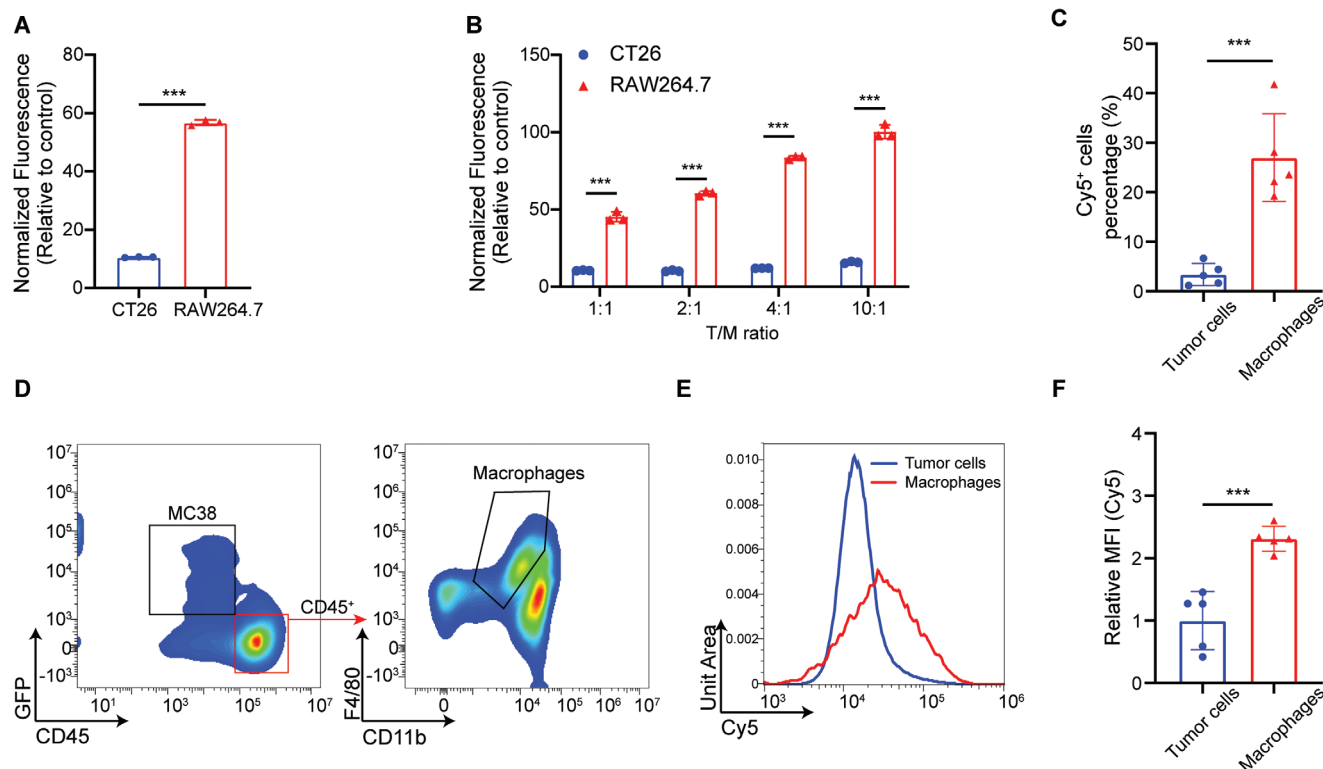 A
Normalized Fluorescence
(Relative to control)
80
60
40
20
0
***
CT26
RAW264.7
B
Normalized Fluorescence
(Relative to control)
150
100
50
0
CT26
RAW264.7
***
***
***
***
1:1
2:1
4:1
10:1
T/M ratio
C
Cy5⁺ cells
percentage (%)
50
40
30
20
10
0
***
Tumor cells
Macrophages
D
10⁷
10⁶
10⁵
10⁴
10³
0
-10³
MC38
CD45⁺
GFP
CD45
10¹
10³
10⁵
10⁷
10⁷
10⁶
10⁵
10⁴
10³
0
-10³
Macrophages
F4/80
CD11b
0
10⁴
10⁵
10⁶
10⁷
E
0.010
0.008
0.006
0.004
0.002
0
Tumor cells
Macrophages
Unit Area
Cy5
10³
10⁴
10⁵
10⁶
F
Relative MFI (Cy5)
4
3
2
1
0
***
Tumor cells
Macrophages